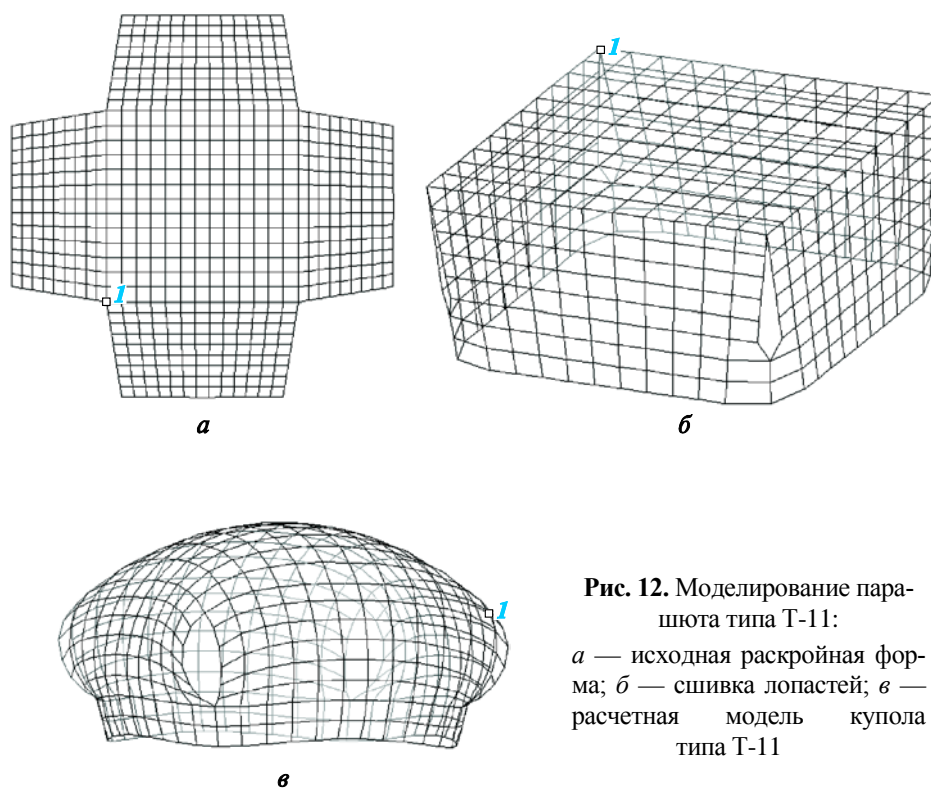 1
1
а
б
1
в
Рис. 12. Моделирование пара-
шюта типа Т-11:
а — исходная раскройная фор-
ма; б — сшивка лопастей; в —
расчетная модель купола
типа Т-11